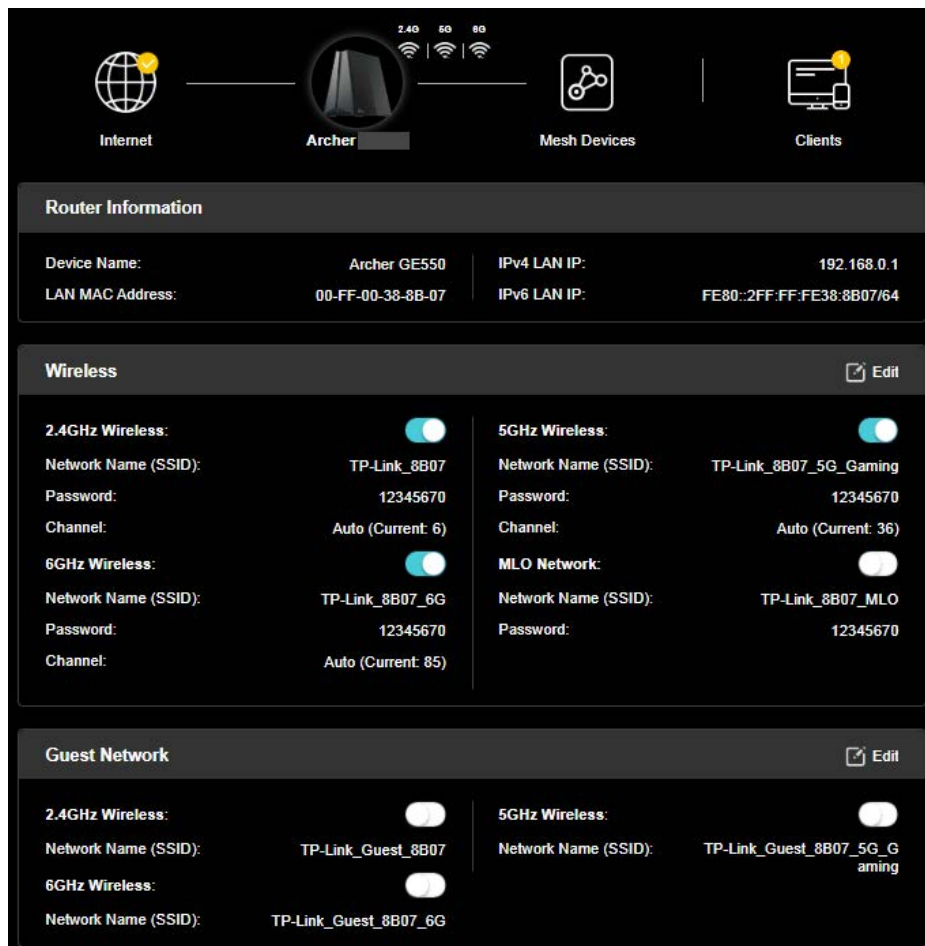 2.4G 5G 6G
1
Internet
Archer
Mesh Devices
Clients
Router Information
Device Name: Archer GE550
LAN MAC Address: 00-FF-00-38-8B-07
IPv4 LAN IP: 192.168.0.1
IPv6 LAN IP: FE80::2FF:FF:FE38:8B07/64
Wireless
Edit
2.4GHz Wireless:
Network Name (SSID): TP-Link_8B07
Password: 12345670
Channel: Auto (Current: 6)
6GHz Wireless:
Network Name (SSID): TP-Link_8B07_6G
Password: 12345670
Channel: Auto (Current: 85)
5GHz Wireless:
Network Name (SSID): TP-Link_8B07_5G_Gaming
Password: 12345670
Channel: Auto (Current: 36)
MLO Network:
Network Name (SSID): TP-Link_8B07_MLO
Password: 12345670
Guest Network
Edit
2.4GHz Wireless:
Network Name (SSID): TP-Link_Guest_8B07
6GHz Wireless:
Network Name (SSID): TP-Link_Guest_8B07_6G
5GHz Wireless:
Network Name (SSID): TP-Link_Guest_8B07_5G_G
aming